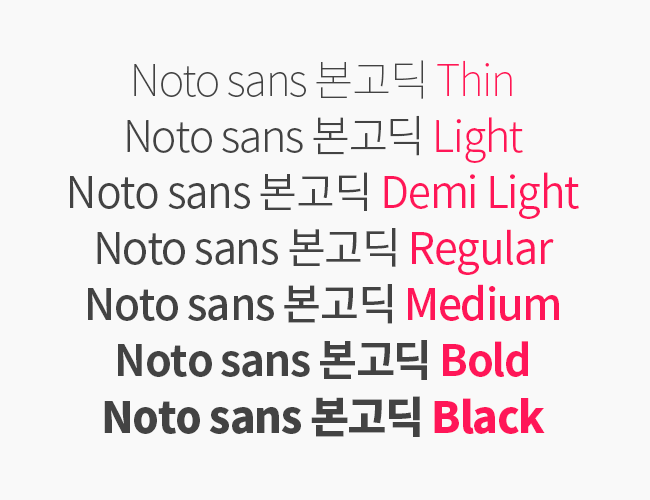 Noto sans 본고딕 Thin
Noto sans 본고딕 Light
Noto sans 본고딕 Demi Light
Noto sans 본고딕 Regular
Noto sans 본고딕 Medium
Noto sans 본고딕 Bold
Noto sans 본고딕 Black